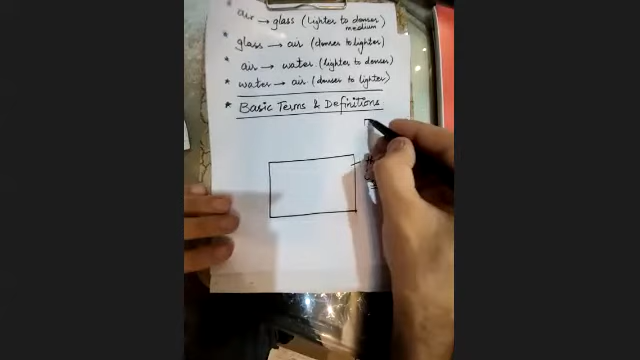 * air → glass (lighter to denser medium)
* glass → air (denser to lighter)
* air → water (lighter to denser)
* water → air (denser to lighter)
* Basic Terms & Definitions